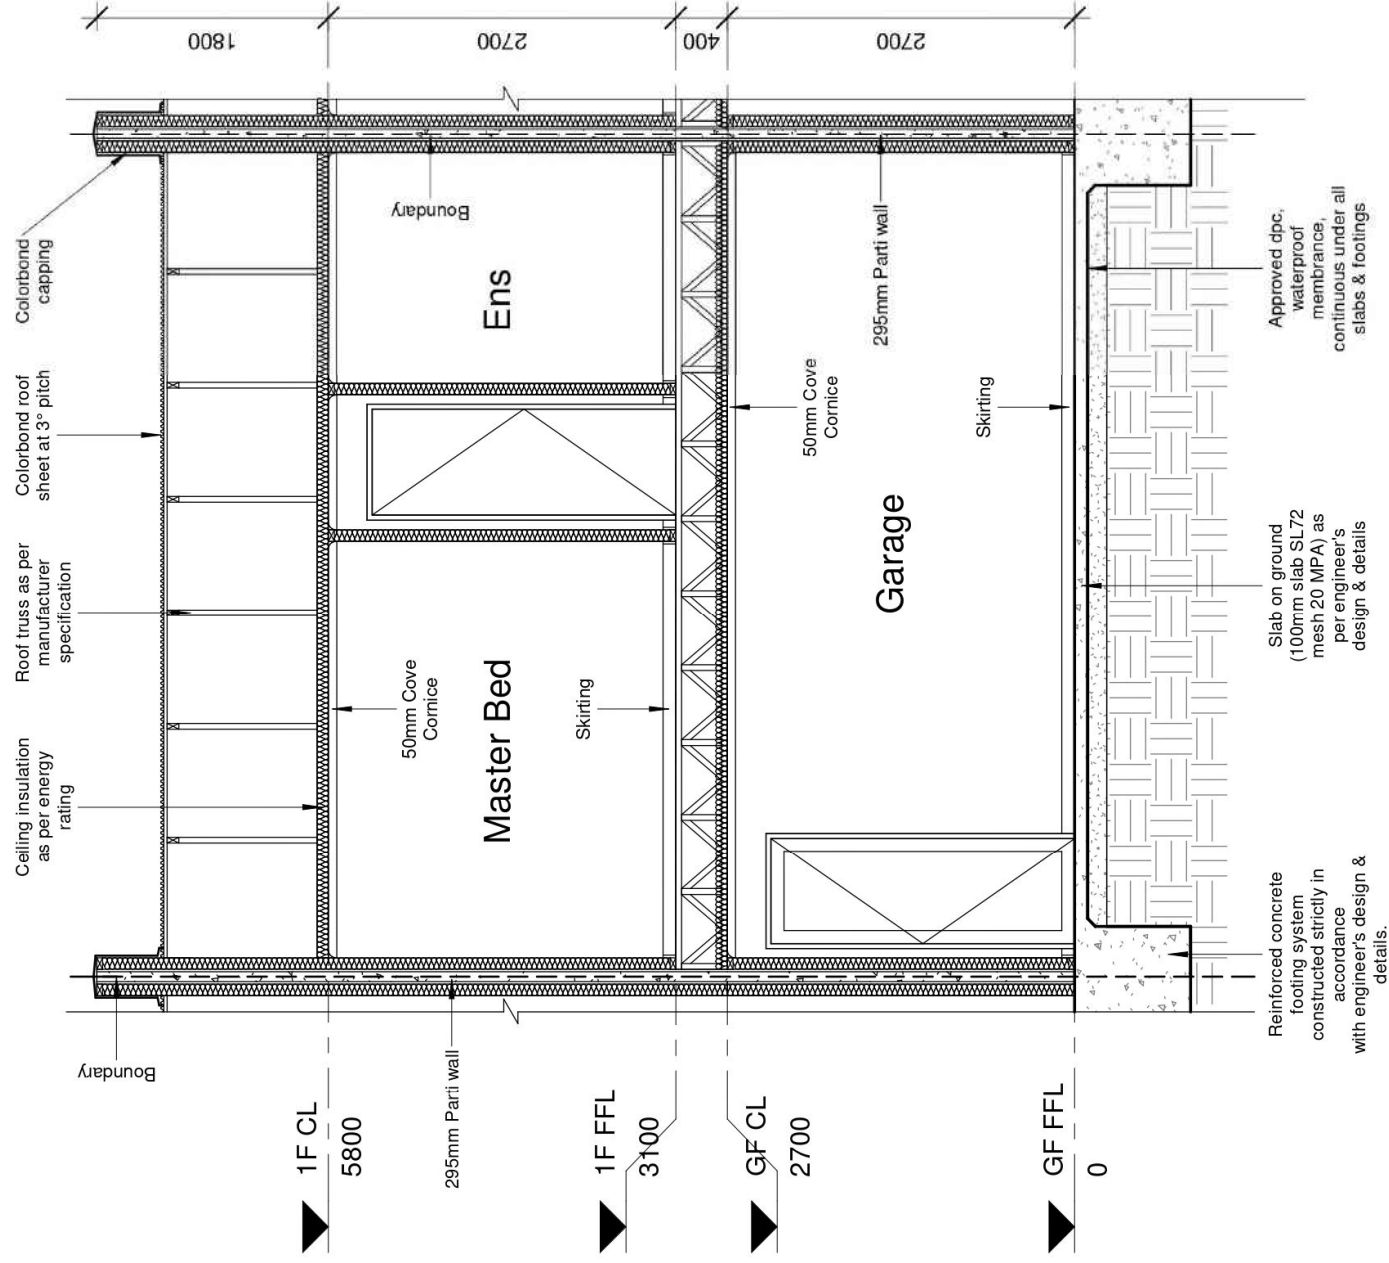 1800
2700
400
2700
Colorbond
capping
Colorbond roof
sheet at 3° pitch
Roof truss as per
manufacturer
specification
Ceiling insulation
as per energy
rating
Boundary
Boundary
Ens
Master Bed
50mm Cove
Cornice
Skirting
295mm Parti wall
295mm Parti wall
Garage
50mm Cove
Cornice
Skirting
1F CL
5800
1F FFL
3100
GF CL
2700
GF FFL
0
Approved dpc,
waterproof
membrance,
continuous under all
slabs & footings
Slab on ground
(100mm slab SL72
mesh 20 MPA) as
per engineer's
design & details
Reinforced concrete
footing system
constructed strictly in
accordance
with engineer's design &
details.